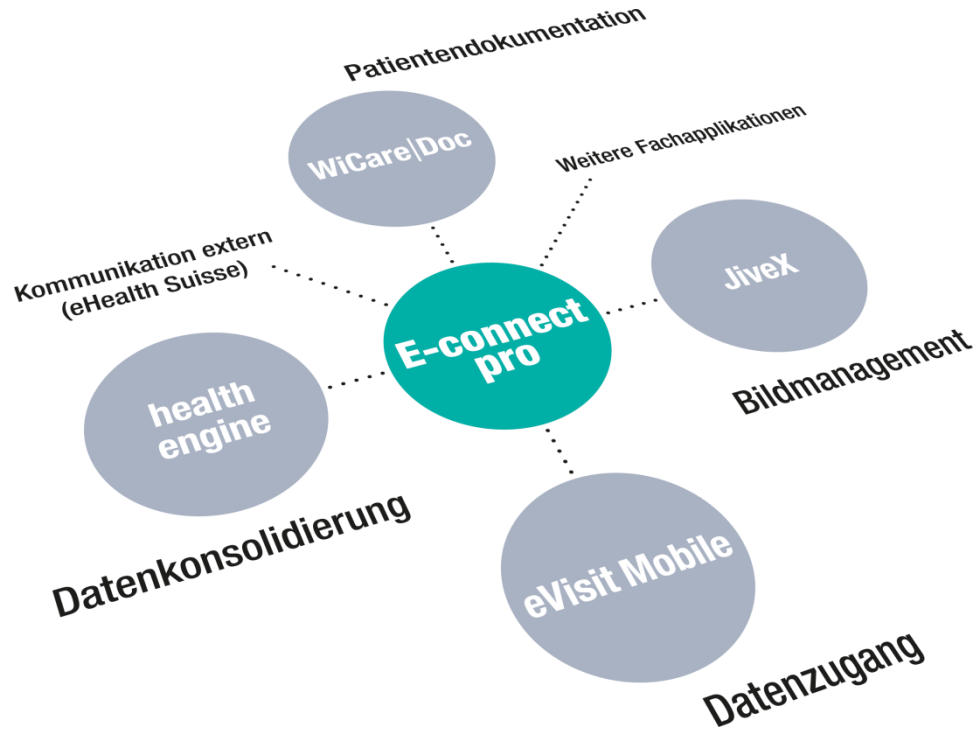 Patientendokumentation
WiCare|Doc
Weitere Fachapplikationen
Kommunikation extern
(eHealth Suisse)
JiveX
E-connect
pro
Bildmanagement
health
engine
Datenkonsolidierung
eVisit Mobile
Datenzugang